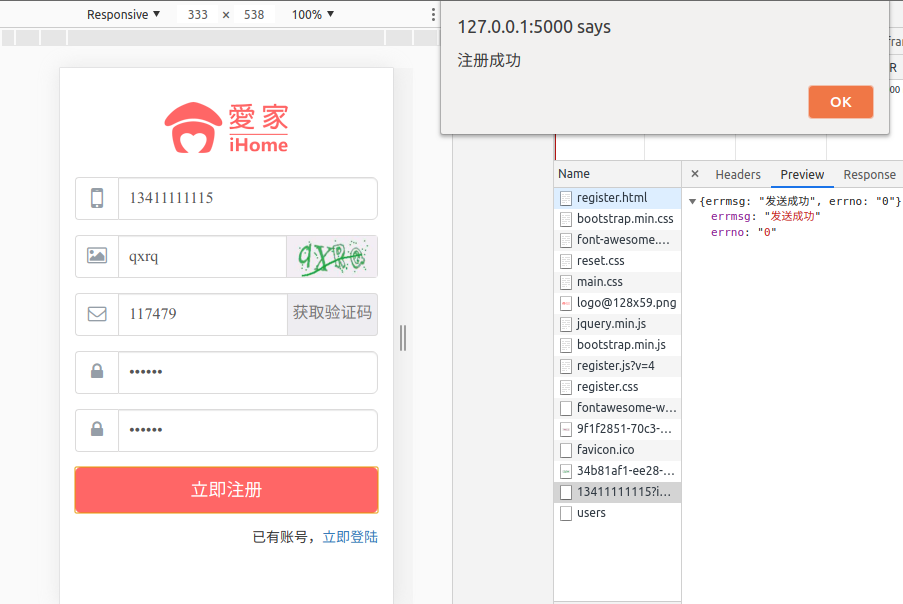 Responsive ▼ 333 × 538 100% ▼
127.0.0.1:5000 says
注册成功
OK
愛家
iHome
13411111115
qxrq
qXRQ
117479
获取验证码
••••••
••••••
立即注册
已有账号，立即登陆
Name
register.html
bootstrap.min.css
font-awesome....
reset.css
main.css
logo@128x59.png
jquery.min.js
bootstrap.min.js
register.js?v=4
register.css
fontawesome-w...
9f1f2851-70c3-...
favicon.ico
34b81af1-ee28-...
13411111115?i...
users
× Headers Preview Response
▼{errmsg: "发送成功", errno: "0"}
errmsg: "发送成功"
errno: "0"
R
00